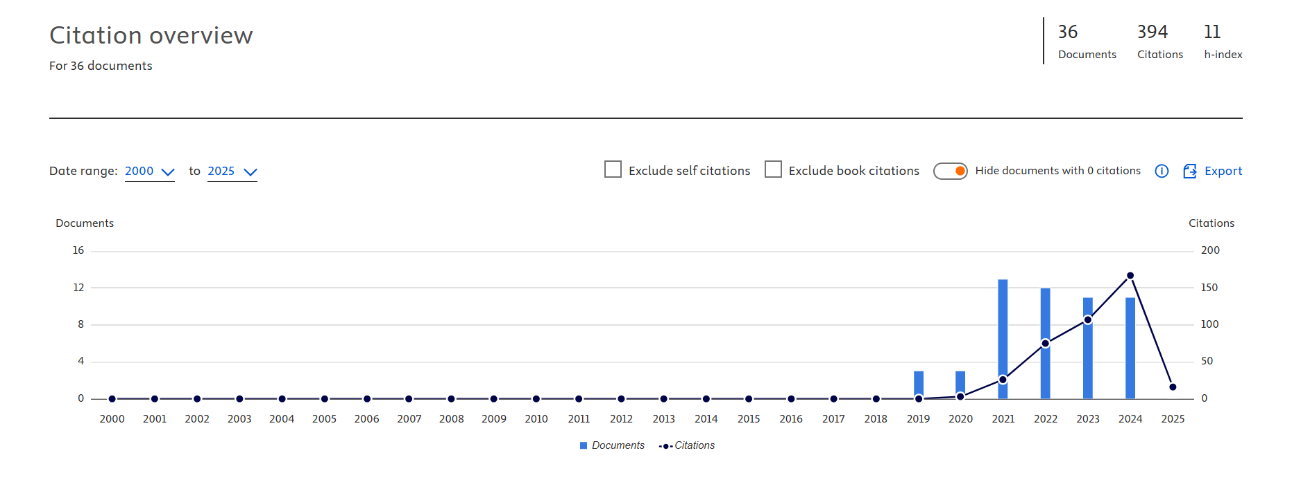 Citation overview
For 36 documents
36 394 11
Documents Citations h-index
Date range: 2000 to 2025 Exclude self citations Exclude book citations Hide documents with 0 citations Export
Documents Citations
16 200
12 150
8 100
4 50
0 0
2000 2001 2002 2003 2004 2005 2006 2007 2008 2009 2010 2011 2012 2013 2014 2015 2016 2017 2018 2019 2020 2021 2022 2023 2024 2025
Documents Citations